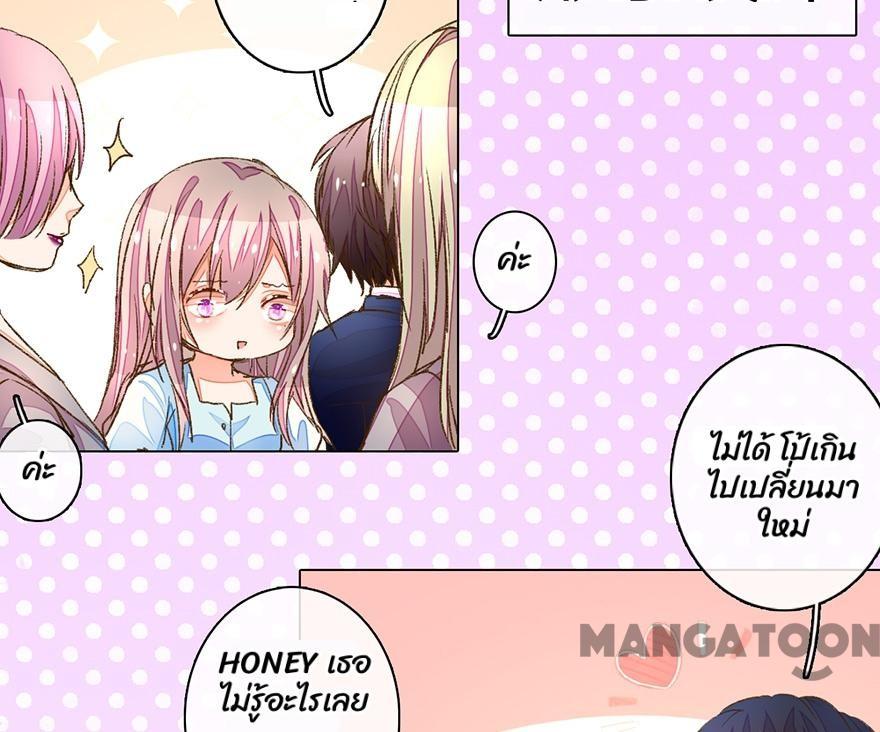 ค่ะ
ค่ะ
ไม่ได้ โป๊เกิน
ไปเปลี่ยนมา
ใหม่
HONEY เธอ
ไม่รู้อะไรเลย
MANGATOON